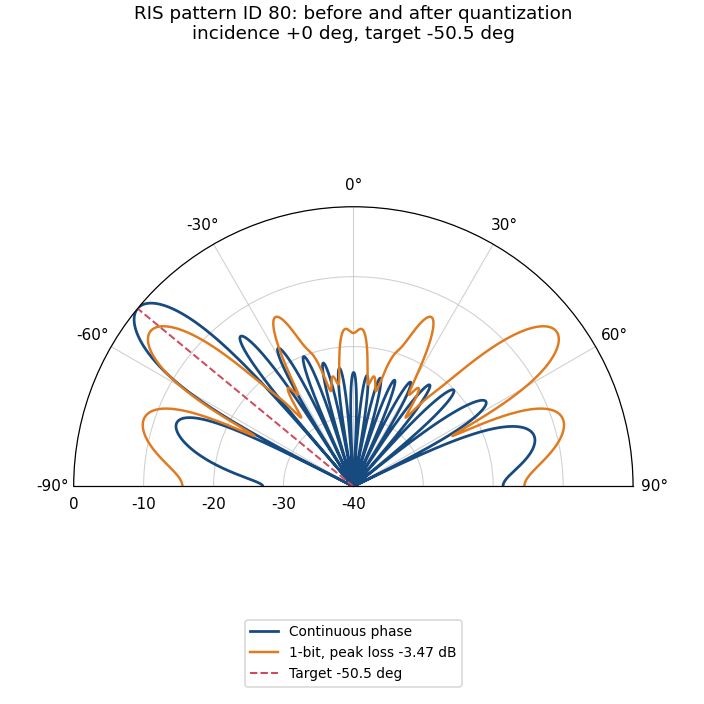 RIS pattern ID 80: before and after quantization
incidence +0 deg, target -50.5 deg
0°
-30°
30°
-60°
60°
-90°
90°
0
-10
-20
-30
-40
Continuous phase
1-bit, peak loss -3.47 dB
Target -50.5 deg